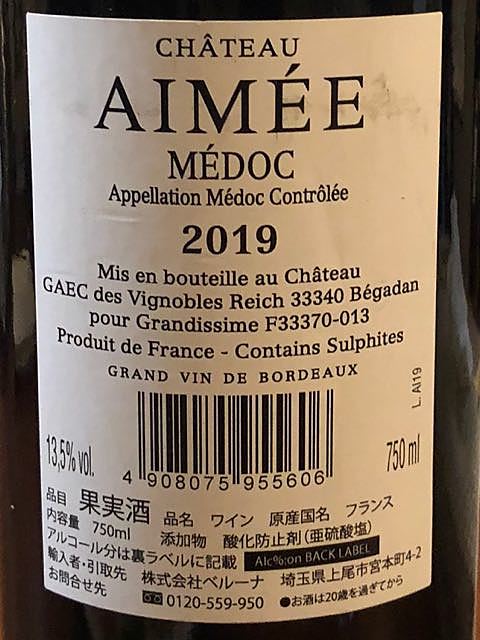 CHÂTEAU
AIMÉE
MÉDOC
Appellation Médoc Contrôlée
2019
Mis en bouteille au Château
GAEC des Vignobles Reich 33340 Bégadan
pour Grandissime F33370-013
Produit de France - Contains Sulphites
GRAND VIN DE BORDEAUX
L. AI19
13,5% vol.
750 ml
4 908075 955606
品目 果実酒 品名 ワイン 原産国名 フランス
内容量 750ml 添加物 酸化防止剤(亜硫酸塩)
アルコール分は裏ラベルに記載 Alc%:on BACK LABEL
輸入者・引取先 株式会社ベルーナ 埼玉県上尾市宮本町4-2
お問合せ先 0120-559-950 ●お酒は20歳を過ぎてから